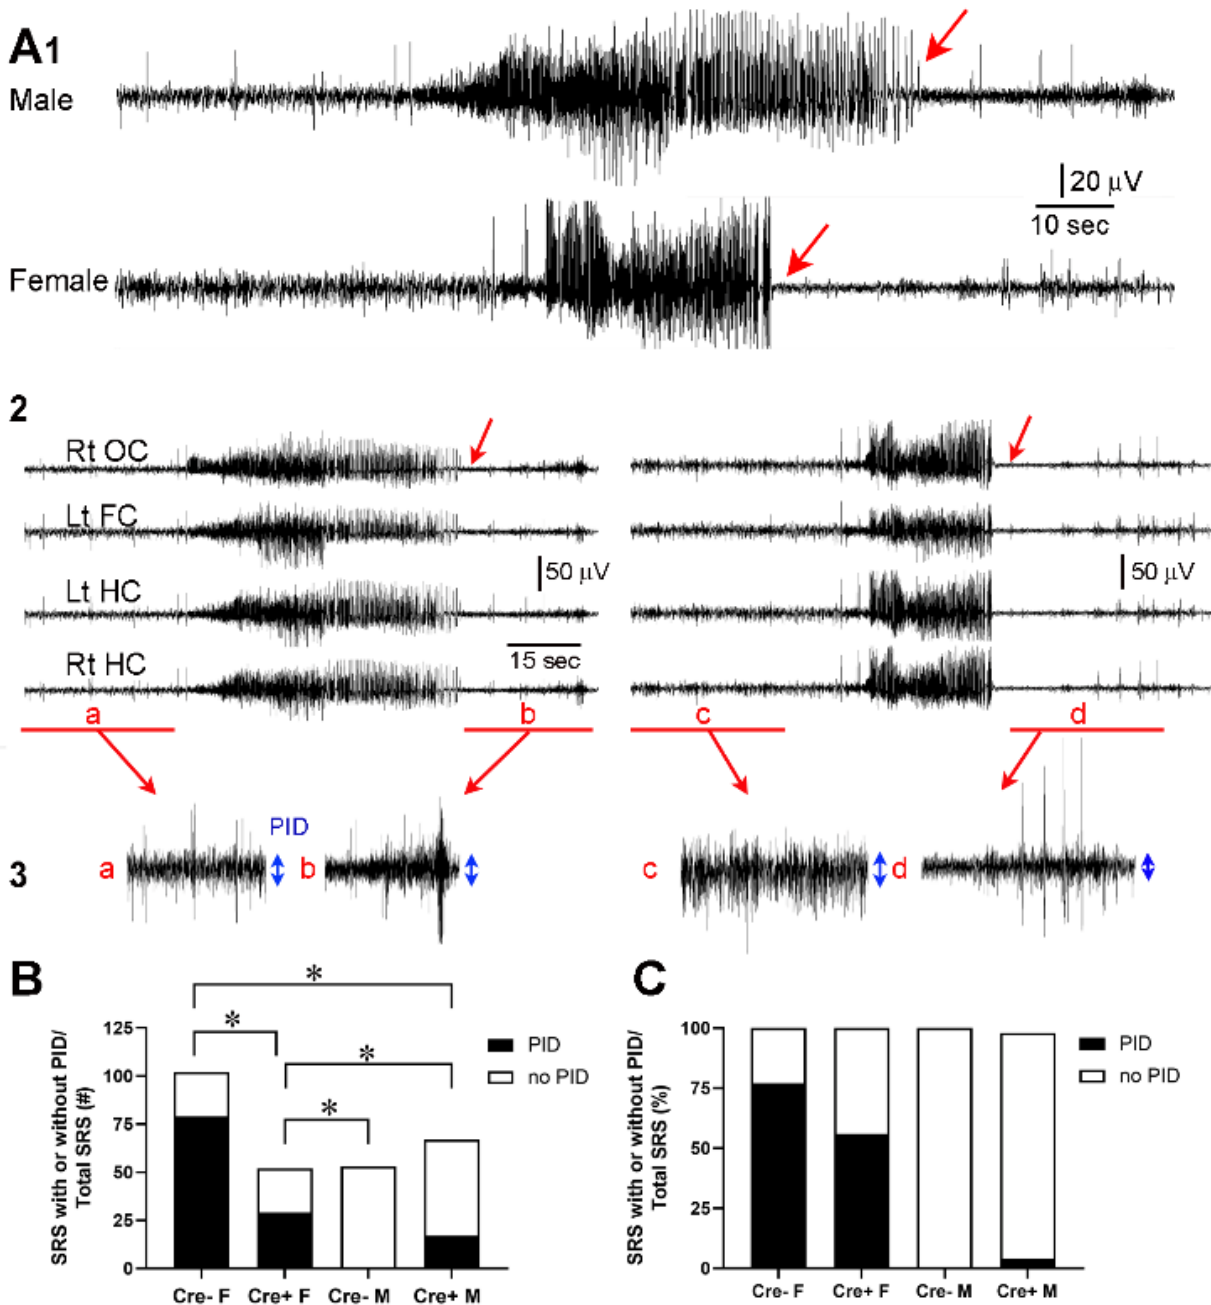 A1
Male
20 µV
10 sec
Female
2
Rt OC
Lt FC
Lt HC
Rt HC
50 µV
15 sec
50 µV
a
b
c
d
3
a
PID
b
c
d
B
SRS with or without PID/
Total SRS (#)
125
100
75
50
25
0
*
*
*
*
PID
no PID
Cre- F
Cre+ F
Cre- M
Cre+ M
C
SRS with or without PID/
Total SRS (%)
100
75
50
25
0
PID
no PID
Cre- F
Cre+ F
Cre- M
Cre+ M